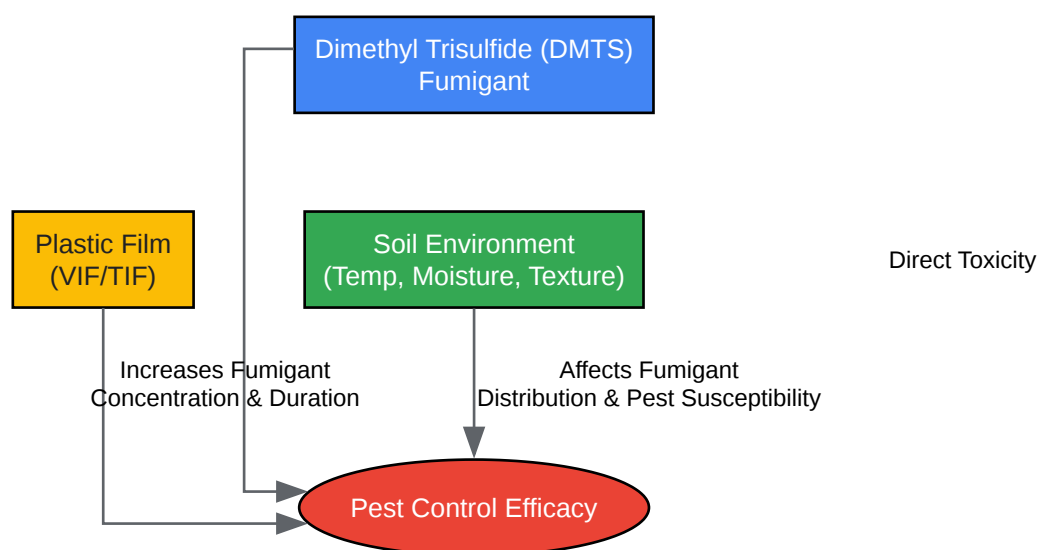 Dimethyl Trisulfide (DMTS)
Fumigant
Plastic Film
(VIF/TIF)
Soil Environment
(Temp, Moisture, Texture)
Direct Toxicity
Increases Fumigant
Concentration & Duration
Affects Fumigant
Distribution & Pest Susceptibility
Pest Control Efficacy